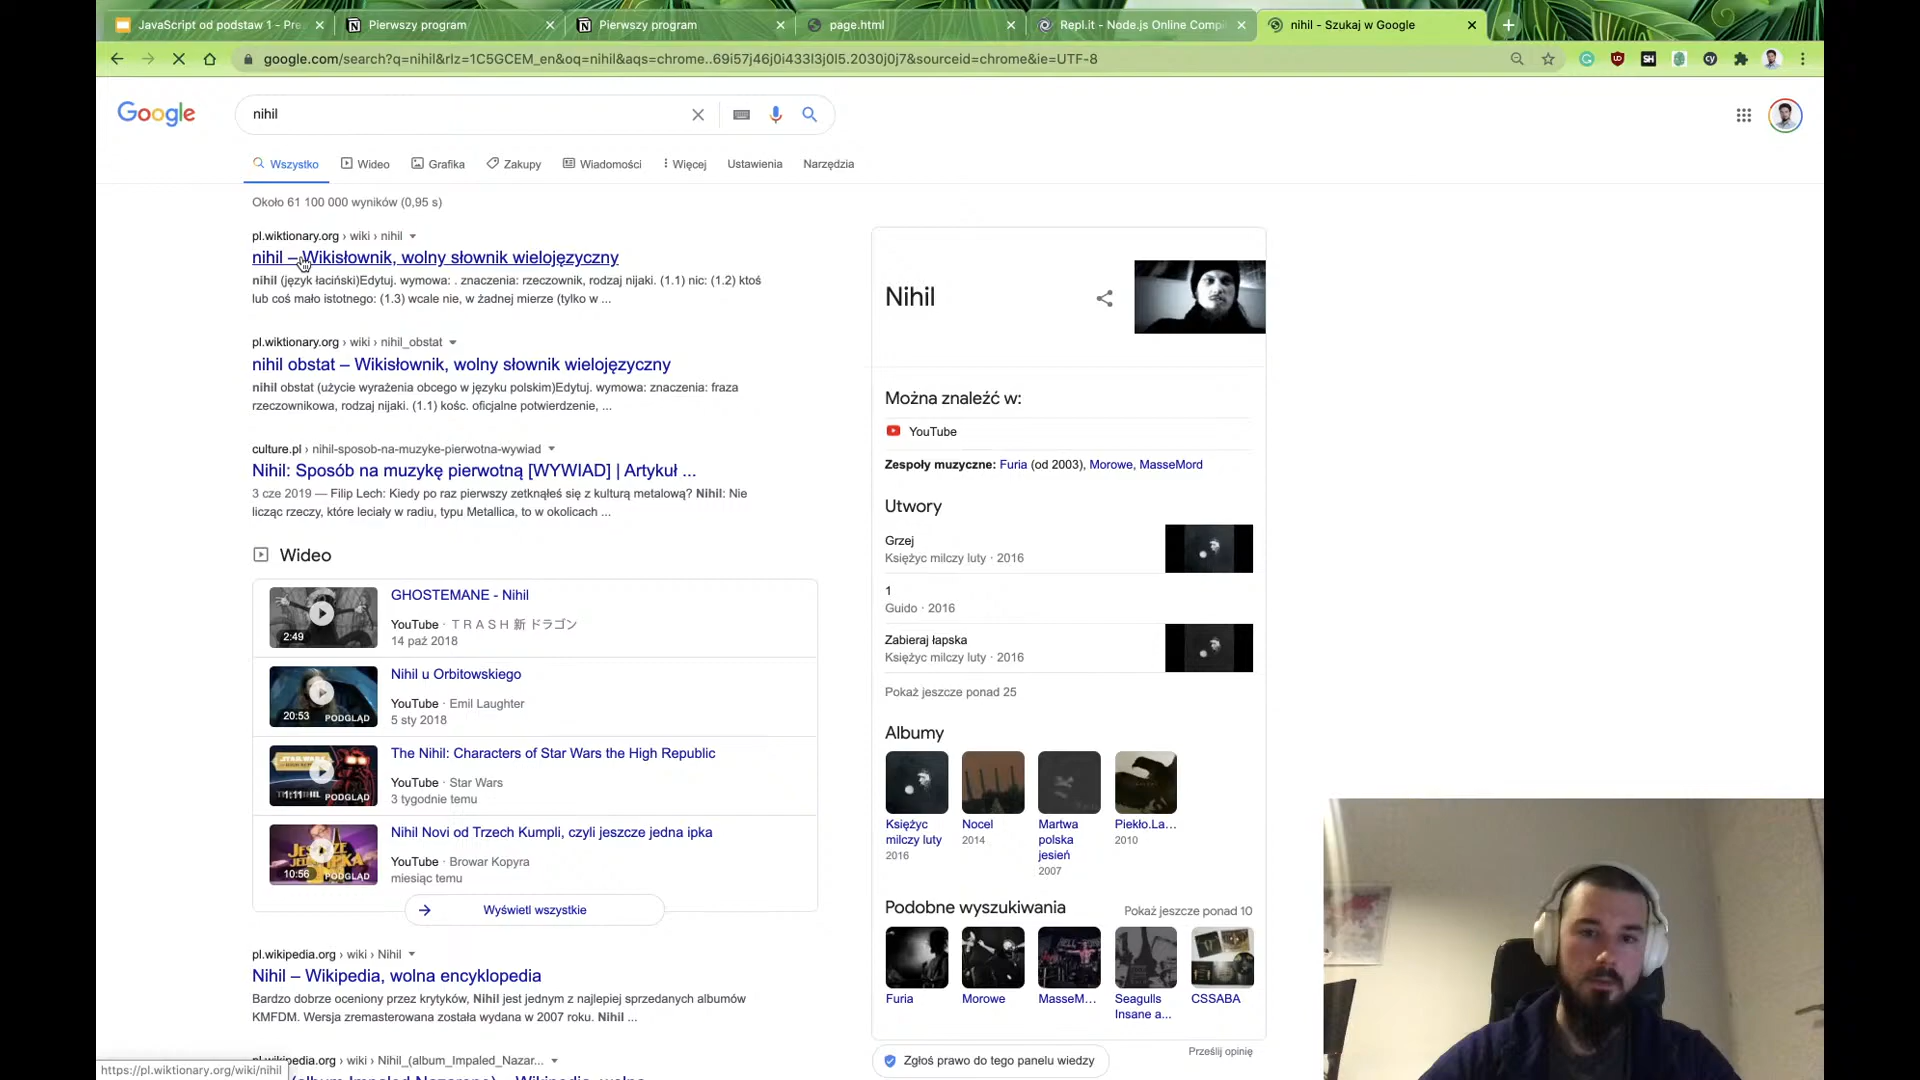 JavaScript od podstaw 1 - Pre
Pierwszy program
Pierwszy program
page.html
Repl.it - Node.js Online Compi
nihil - Szukaj w Google
google.com/search?q=nihil&rlz=1C5GCEM_en&oq=nihil&aqs=chrome..69i57j46j0i433l3j0l5.2030j0j7&sourceid=chrome&ie=UTF-8
Google
nihil
Wszystko
Wideo
Grafika
Zakupy
Wiadomości
Więcej
Ustawienia
Narzędzia
Około 61 100 000 wyników (0,95 s)
pl.wiktionary.org › wiki › nihil
nihil – Wikisłownik, wolny słownik wielojęzyczny
nihil (język łaciński)Edytuj. wymowa: . znaczenia: rzeczownik, rodzaj nijaki. (1.1) nic: (1.2) ktoś
lub coś mało istotnego: (1.3) wcale nie, w żadnej mierze (tylko w ...
pl.wiktionary.org › wiki › nihil_obstat
nihil obstat – Wikisłownik, wolny słownik wielojęzyczny
nihil obstat (użycie wyrażenia obcego w języku polskim)Edytuj. wymowa: znaczenia: fraza
rzeczownikowa, rodzaj nijaki. (1.1) kośc. oficjalne potwierdzenie, ...
culture.pl › nihil-sposob-na-muzyke-pierwotna-wywiad
Nihil: Sposób na muzykę pierwotną [WYWIAD] | Artykuł ...
3 cze 2019 — Filip Lech: Kiedy po raz pierwszy zetknąłeś się z kulturą metalową? Nihil: Nie
licząc rzeczy, które leciały w radiu, typu Metallica, to w okolicach ...
Wideo
GHOSTEMANE - Nihil
YouTube · T R A S H 新 ドラゴン
14 paź 2018
2:49
Nihil u Orbitowskiego
YouTube · Emil Laughter
5 sty 2018
20:53 PODGLĄD
The Nihil: Characters of Star Wars the High Republic
YouTube · Star Wars
3 tygodnie temu
1:11 PODGLĄD
Nihil Novi od Trzech Kumpli, czyli jeszcze jedna ipka
YouTube · Browar Kopyra
miesiąc temu
10:56 PODGLĄD
Wyświetl wszystkie
pl.wikipedia.org › wiki › Nihil
Nihil – Wikipedia, wolna encyklopedia
Bardzo dobrze oceniony przez krytyków, Nihil jest jednym z najlepiej sprzedanych albumów
KMFDM. Wersja zremasterowana została wydana w 2007 roku. Nihil ...
pl.wikipedia.org › wiki › Nihil_(album_Impaled_Nazar...
https://pl.wiktionary.org/wiki/nihil
Nihil
Można znaleźć w:
YouTube
Zespoły muzyczne: Furia (od 2003), Morowe, MasseMord
Utwory
Grzej
Księżyc milczy luty · 2016
1
Guido · 2016
Zabieraj łapska
Księżyc milczy luty · 2016
Pokaż jeszcze ponad 25
Albumy
Księżyc
milczy luty
2016
Nocel
2014
Martwa
polska
jesień
2007
Piekło.La...
2010
Podobne wyszukiwania
Pokaż jeszcze ponad 10
Furia
Morowe
MasseM...
Seagulls
Insane a...
CSSABA
Zgłoś prawo do tego panelu wiedzy
Prześlij opinię